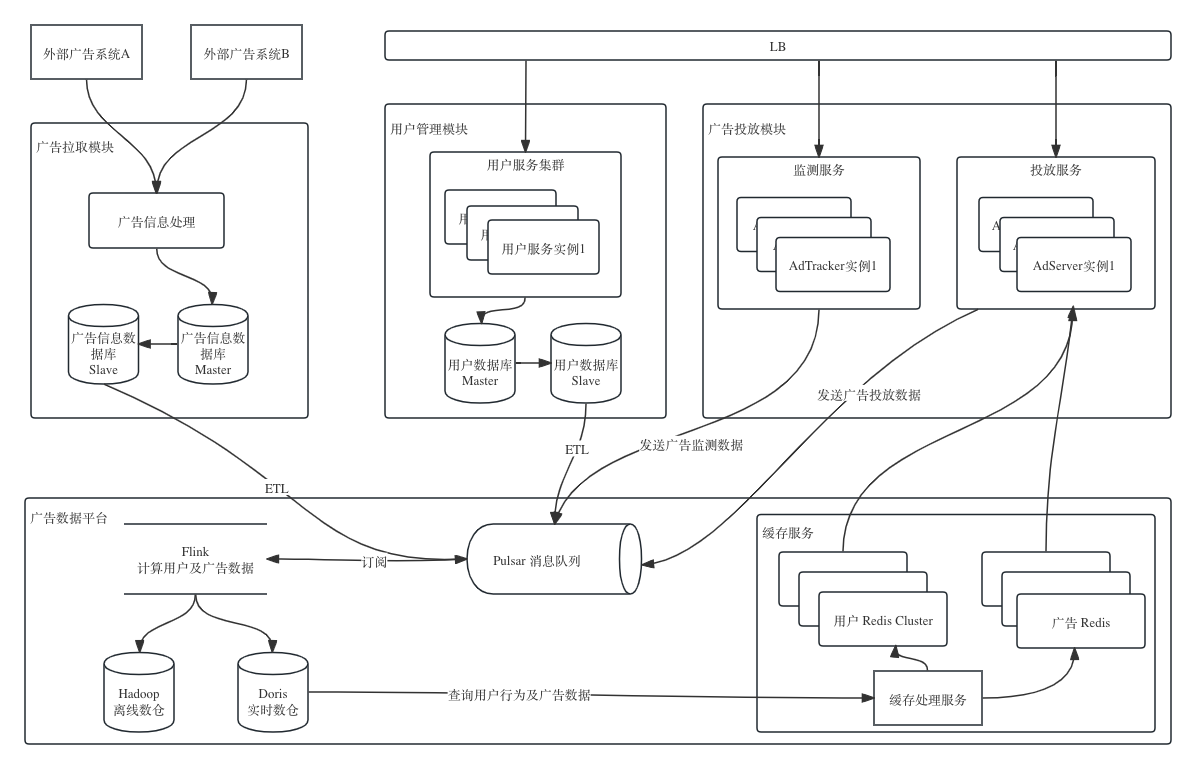 外部广告系统A
外部广告系统B
LB
广告拉取模块
广告信息处理
广告信息数
据库
Slave
广告信息数
据库
Master
用户管理模块
用户服务集群
用
用
用户服务实例1
用户数据库
Master
用户数据库
Slave
广告投放模块
监测服务
A
A
AdTracker实例1
投放服务
A
A
AdServer实例1
发送广告投放数据
发送广告监测数据
ETL
ETL
广告数据平台
Flink
计算用户及广告数据
订阅
Pulsar 消息队列
缓存服务
用户 Redis Cluster
广告 Redis
Hadoop
离线数仓
Doris
实时数仓
查询用户行为及广告数据
缓存处理服务